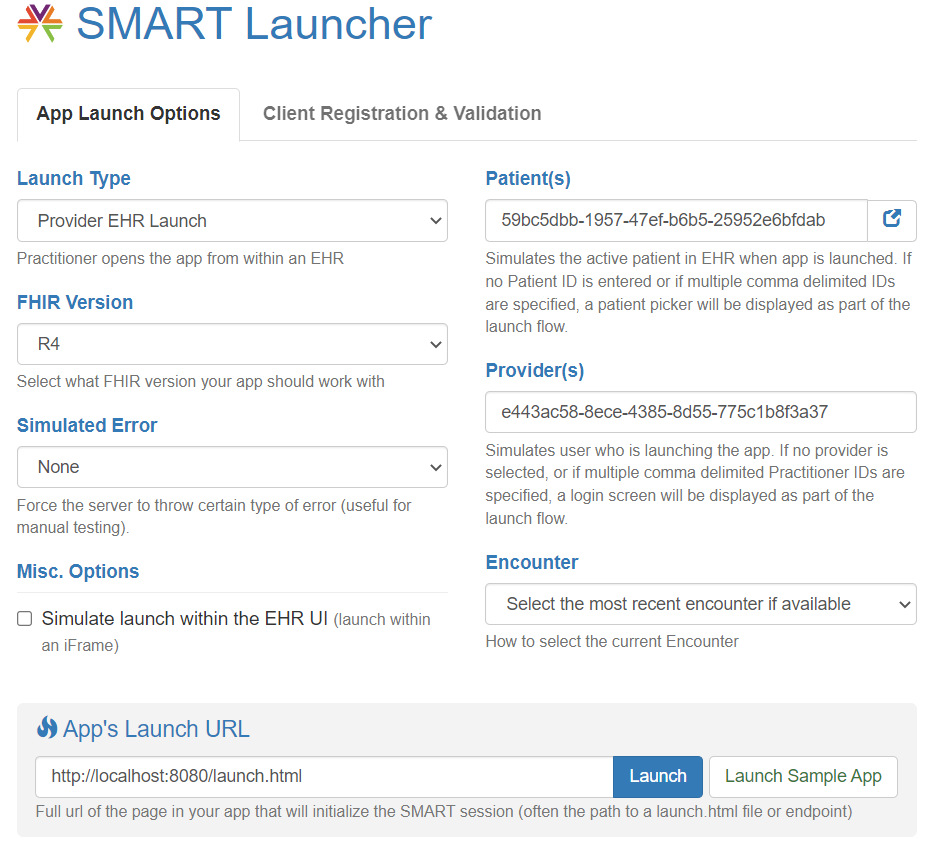 SMART Launcher
App Launch Options
Client Registration & Validation
Launch Type
Provider EHR Launch
Practitioner opens the app from within an EHR
FHIR Version
R4
Select what FHIR version your app should work with
Simulated Error
None
Force the server to throw certain type of error (useful for
manual testing).
Misc. Options
Simulate launch within the EHR UI (launch within
an iFrame)
Patient(s)
59bc5dbb-1957-47ef-b6b5-25952e6bfdab
Simulates the active patient in EHR when app is launched. If
no Patient ID is entered or if multiple comma delimited IDs
are specified, a patient picker will be displayed as part of the
launch flow.
Provider(s)
e443ac58-8ece-4385-8d55-775c1b8f3a37
Simulates user who is launching the app. If no provider is
selected, or if multiple comma delimited Practitioner IDs are
specified, a login screen will be displayed as part of the
launch flow.
Encounter
Select the most recent encounter if available
How to select the current Encounter
App's Launch URL
http://localhost:8080/launch.html
Launch
Launch Sample App
Full url of the page in your app that will initialize the SMART session (often the path to a launch.html file or endpoint)